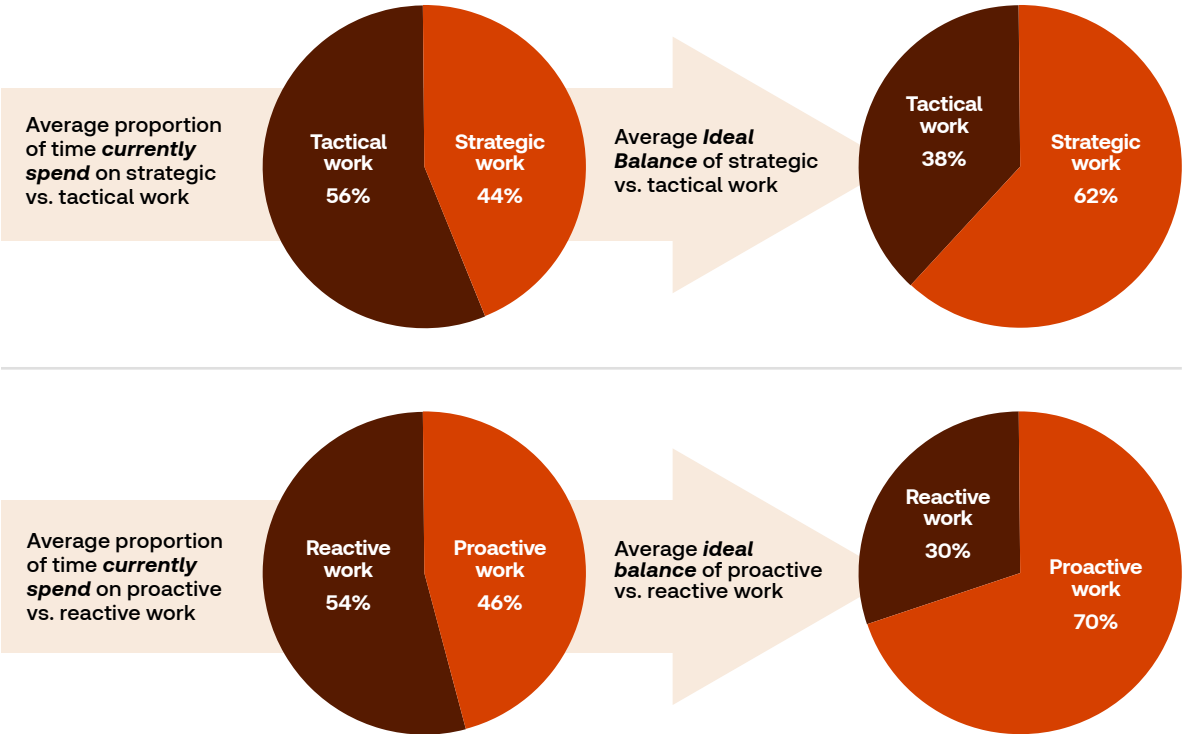 Average proportion
of time currently
spend on strategic
vs. tactical work
Tactical
work
56%
Strategic
work
44%
Average Ideal
Balance of strategic
vs. tactical work
Tactical
work
38%
Strategic
work
62%
Average proportion
of time currently
spend on proactive
vs. reactive work
Reactive
work
54%
Proactive
work
46%
Average ideal
balance of proactive
vs. reactive work
Reactive
work
30%
Proactive
work
70%